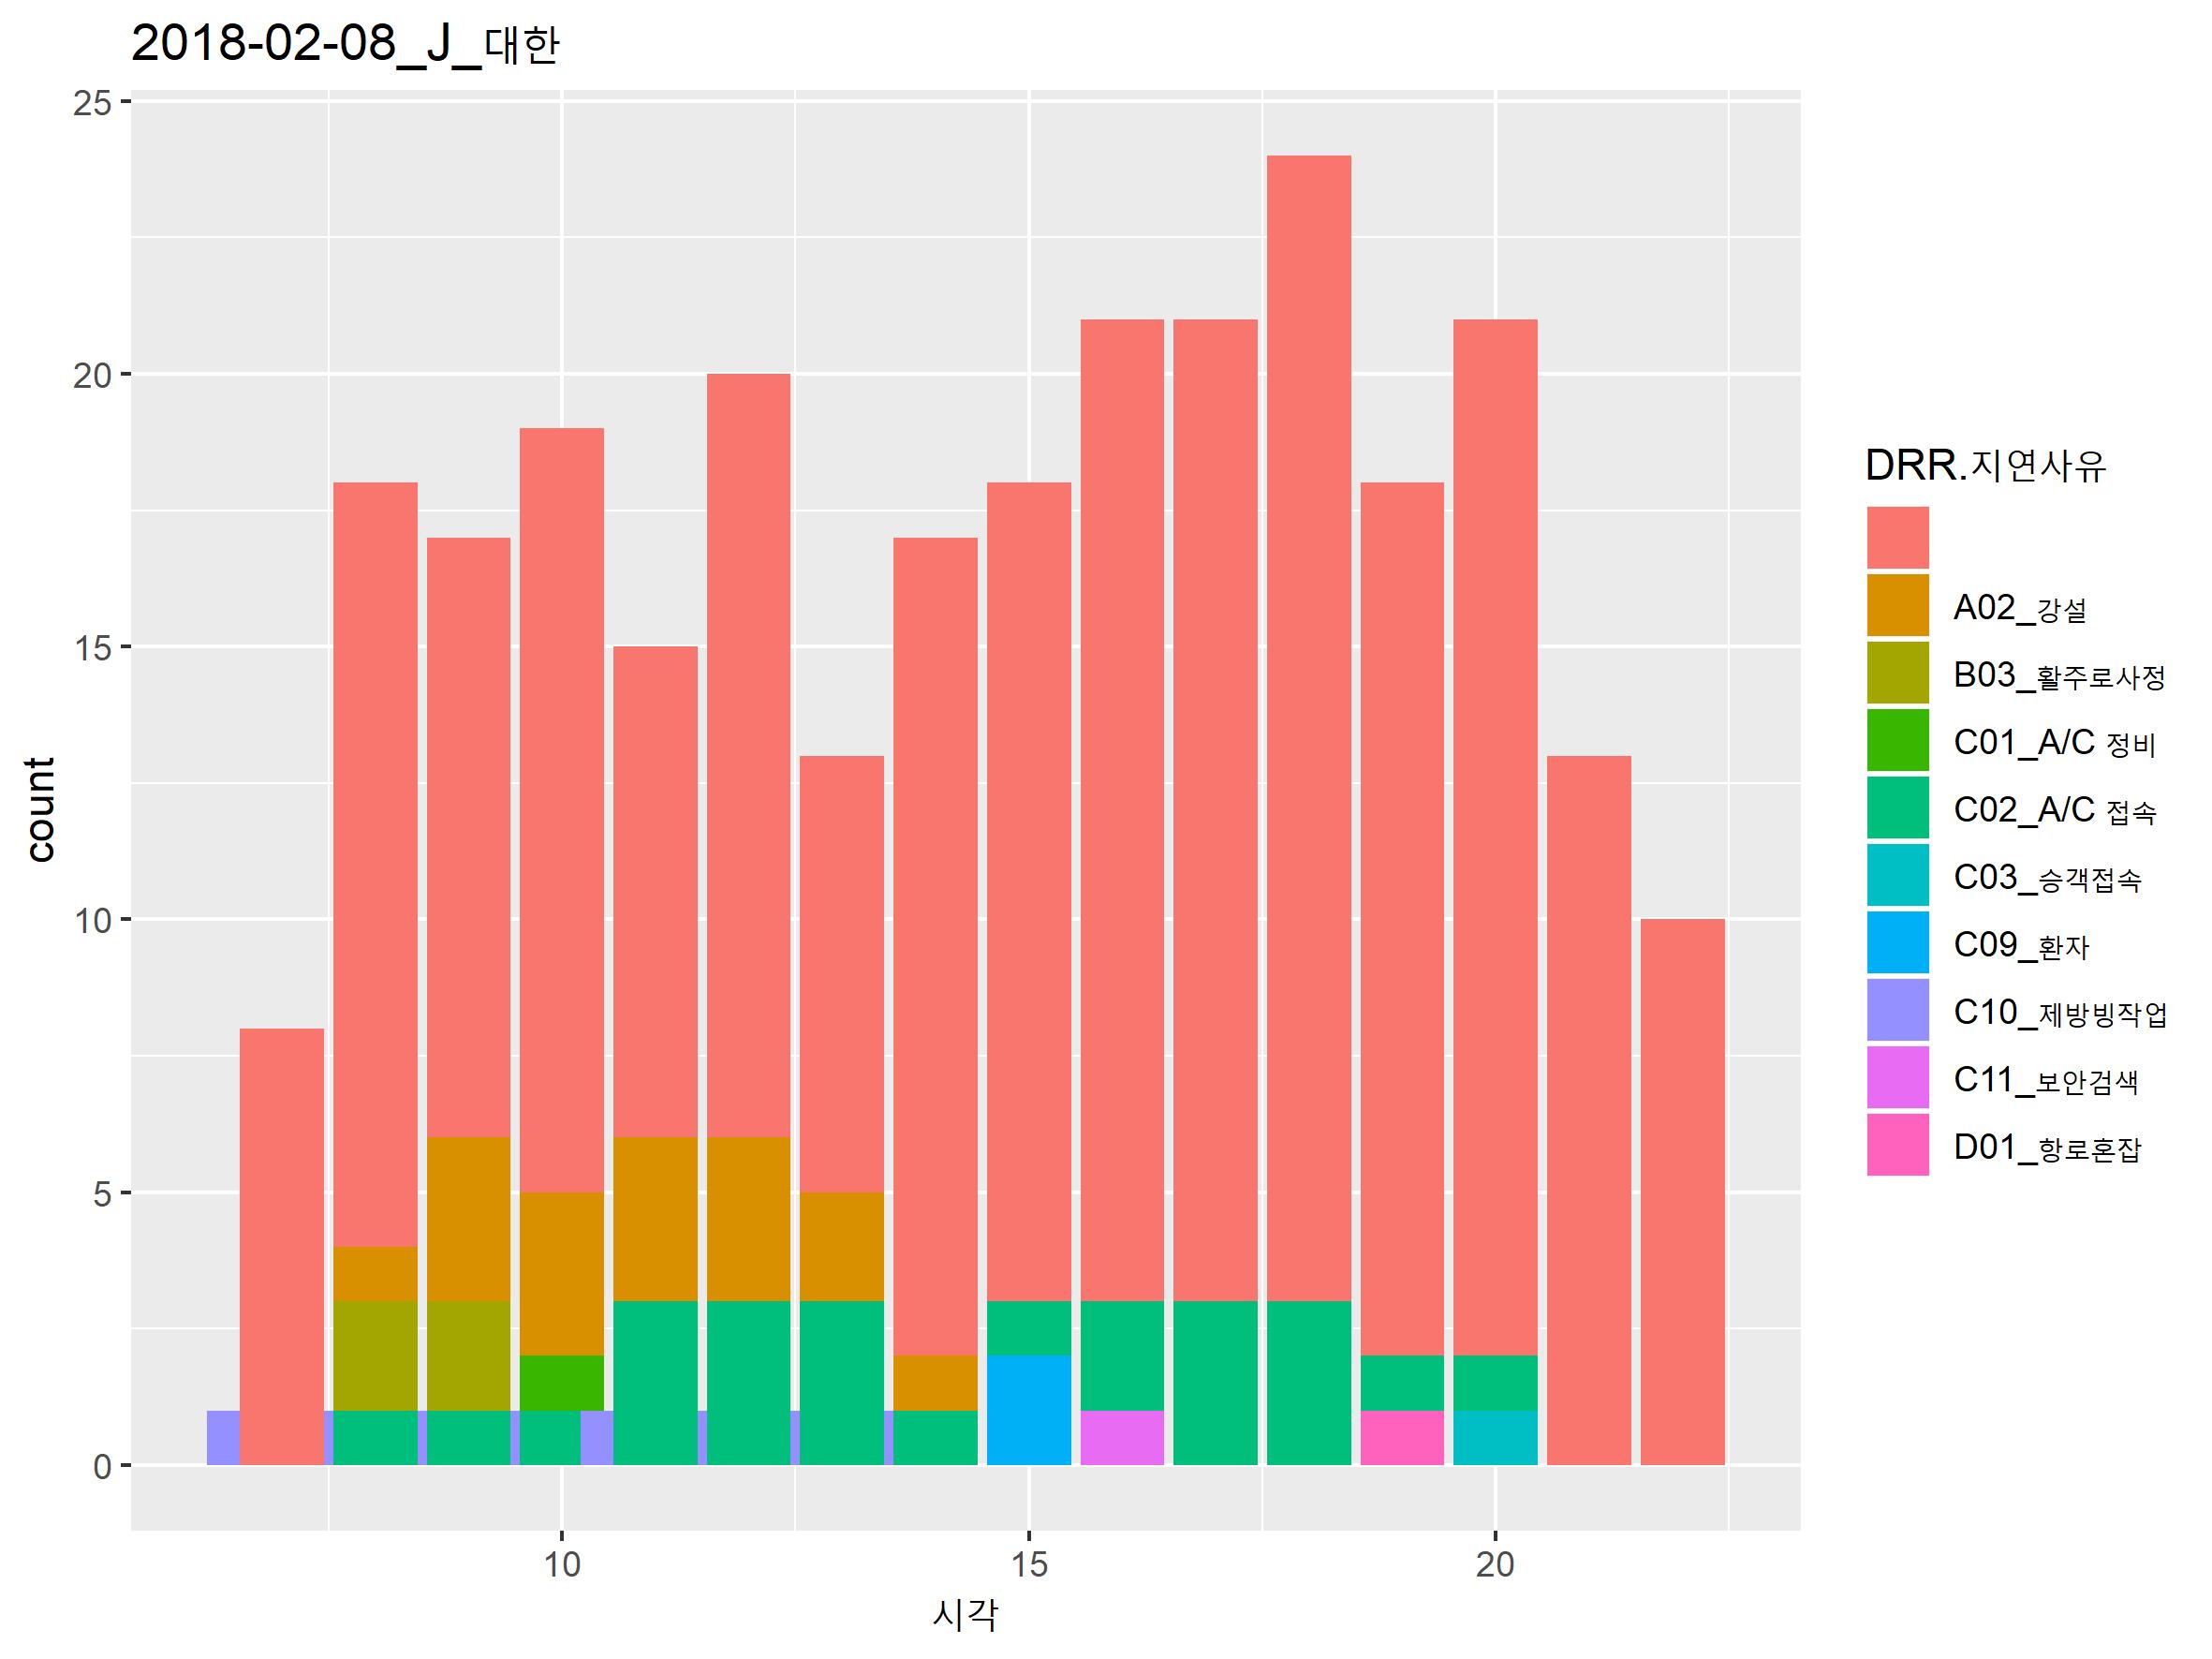 2018-02-08_J_대한
25
20
15
10
5
0
count
10 15 20
시각
DRR.지연사유
A02_강설
B03_활주로사정
C01_A/C 정비
C02_A/C 접속
C03_승객접속
C09_환자
C10_제방빙작업
C11_보안검색
D01_항로혼잡